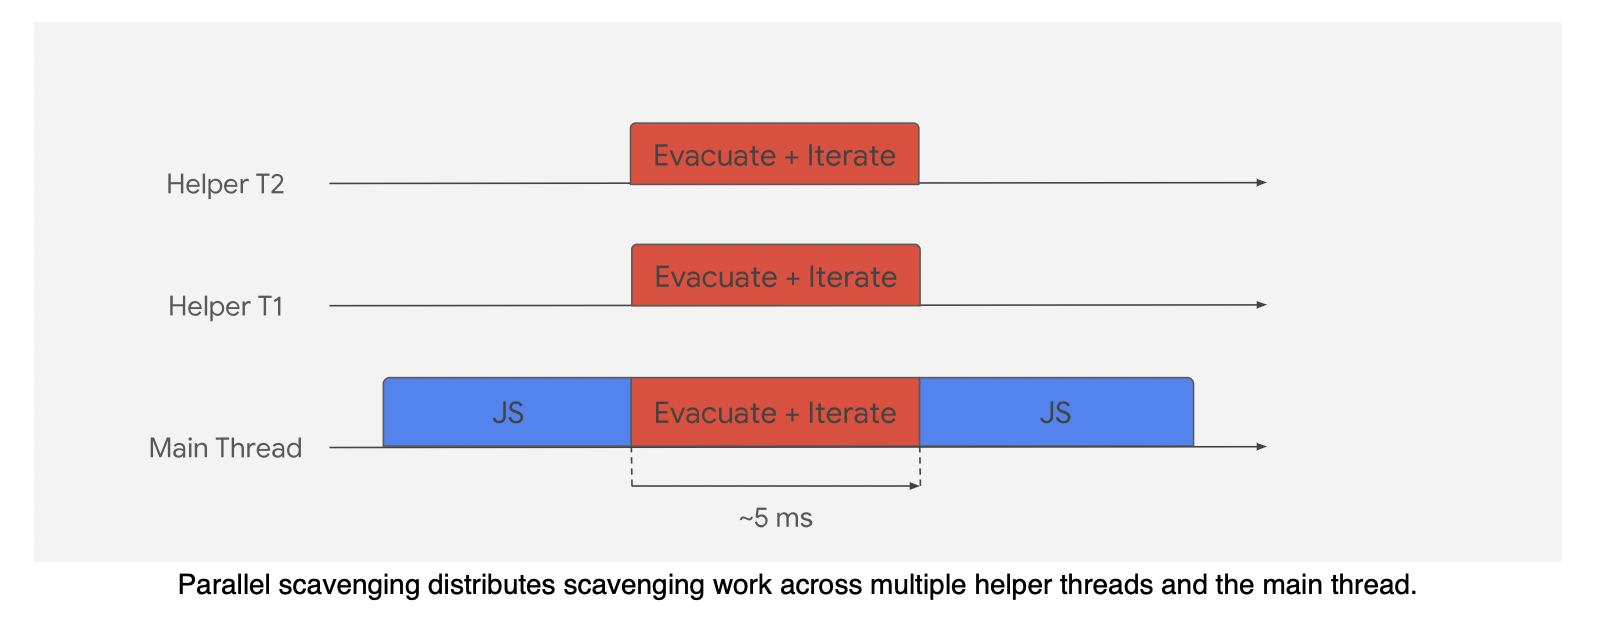 Evacuate + Iterate
Helper T2
Evacuate + Iterate
Helper T1
JS Evacuate + Iterate JS
Main Thread
~5 ms
Parallel scavenging distributes scavenging work across multiple helper threads and the main thread.